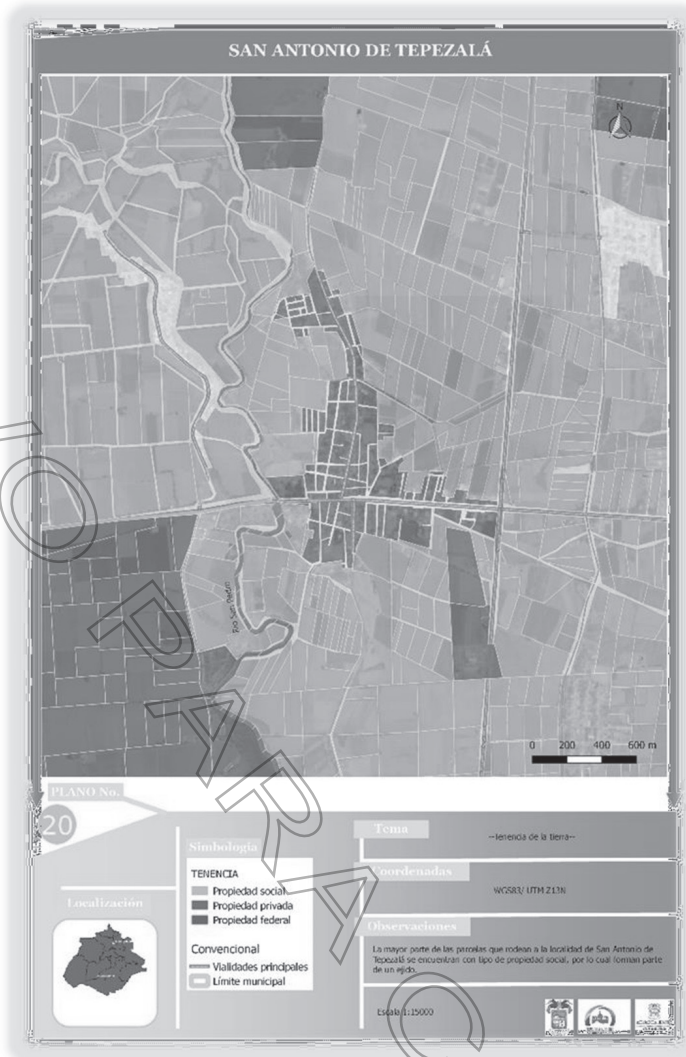 SAN ANTONIO DE TEPEZALÁ
N
Río San Pedro
0 200 400 600 m
PLANO No.
20
Localización
Simbología
TENENCIA
Propiedad social
Propiedad privada
Propiedad federal
Convencional
Vialidades principales
Límite municipal
Tema
--Tenencia de la tierra--
Coordenadas
WGS83/ UTM Z13N
Observaciones
La mayor parte de las parcelas que rodean a la localidad de San Antonio de
Tepezalá se encuentran con tipo de propiedad social, por lo cual forman parte
de un ejido.
Escala 1:15000
IO PARA C